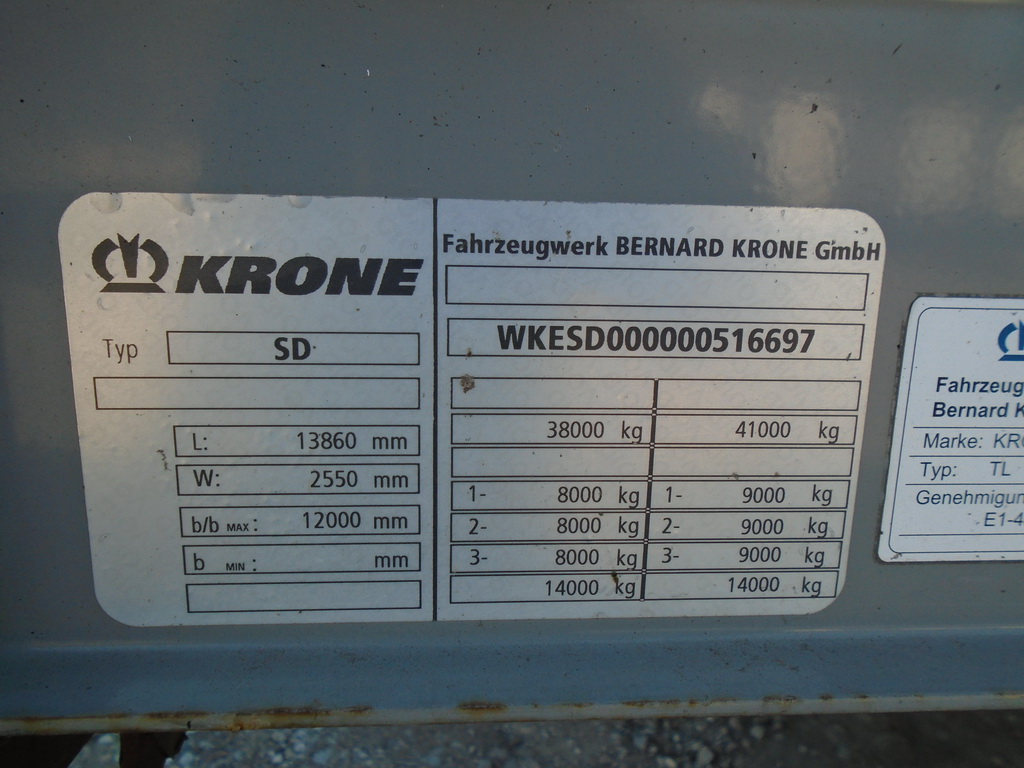 KRONE
Typ SD
L: 13860 mm
W: 2550 mm
b/b MAX: 12000 mm
b MIN: mm
Fahrzeugwerk BERNARD KRONE GmbH
WKESD000000516697
38000 kg 41000 kg
1- 8000 kg 1- 9000 kg
2- 8000 kg 2- 9000 kg
3- 8000 kg 3- 9000 kg
14000 kg 14000 kg
Fahrzeug
Bernard K
Marke: KR
Typ: TL
Genehmigun
E1-4